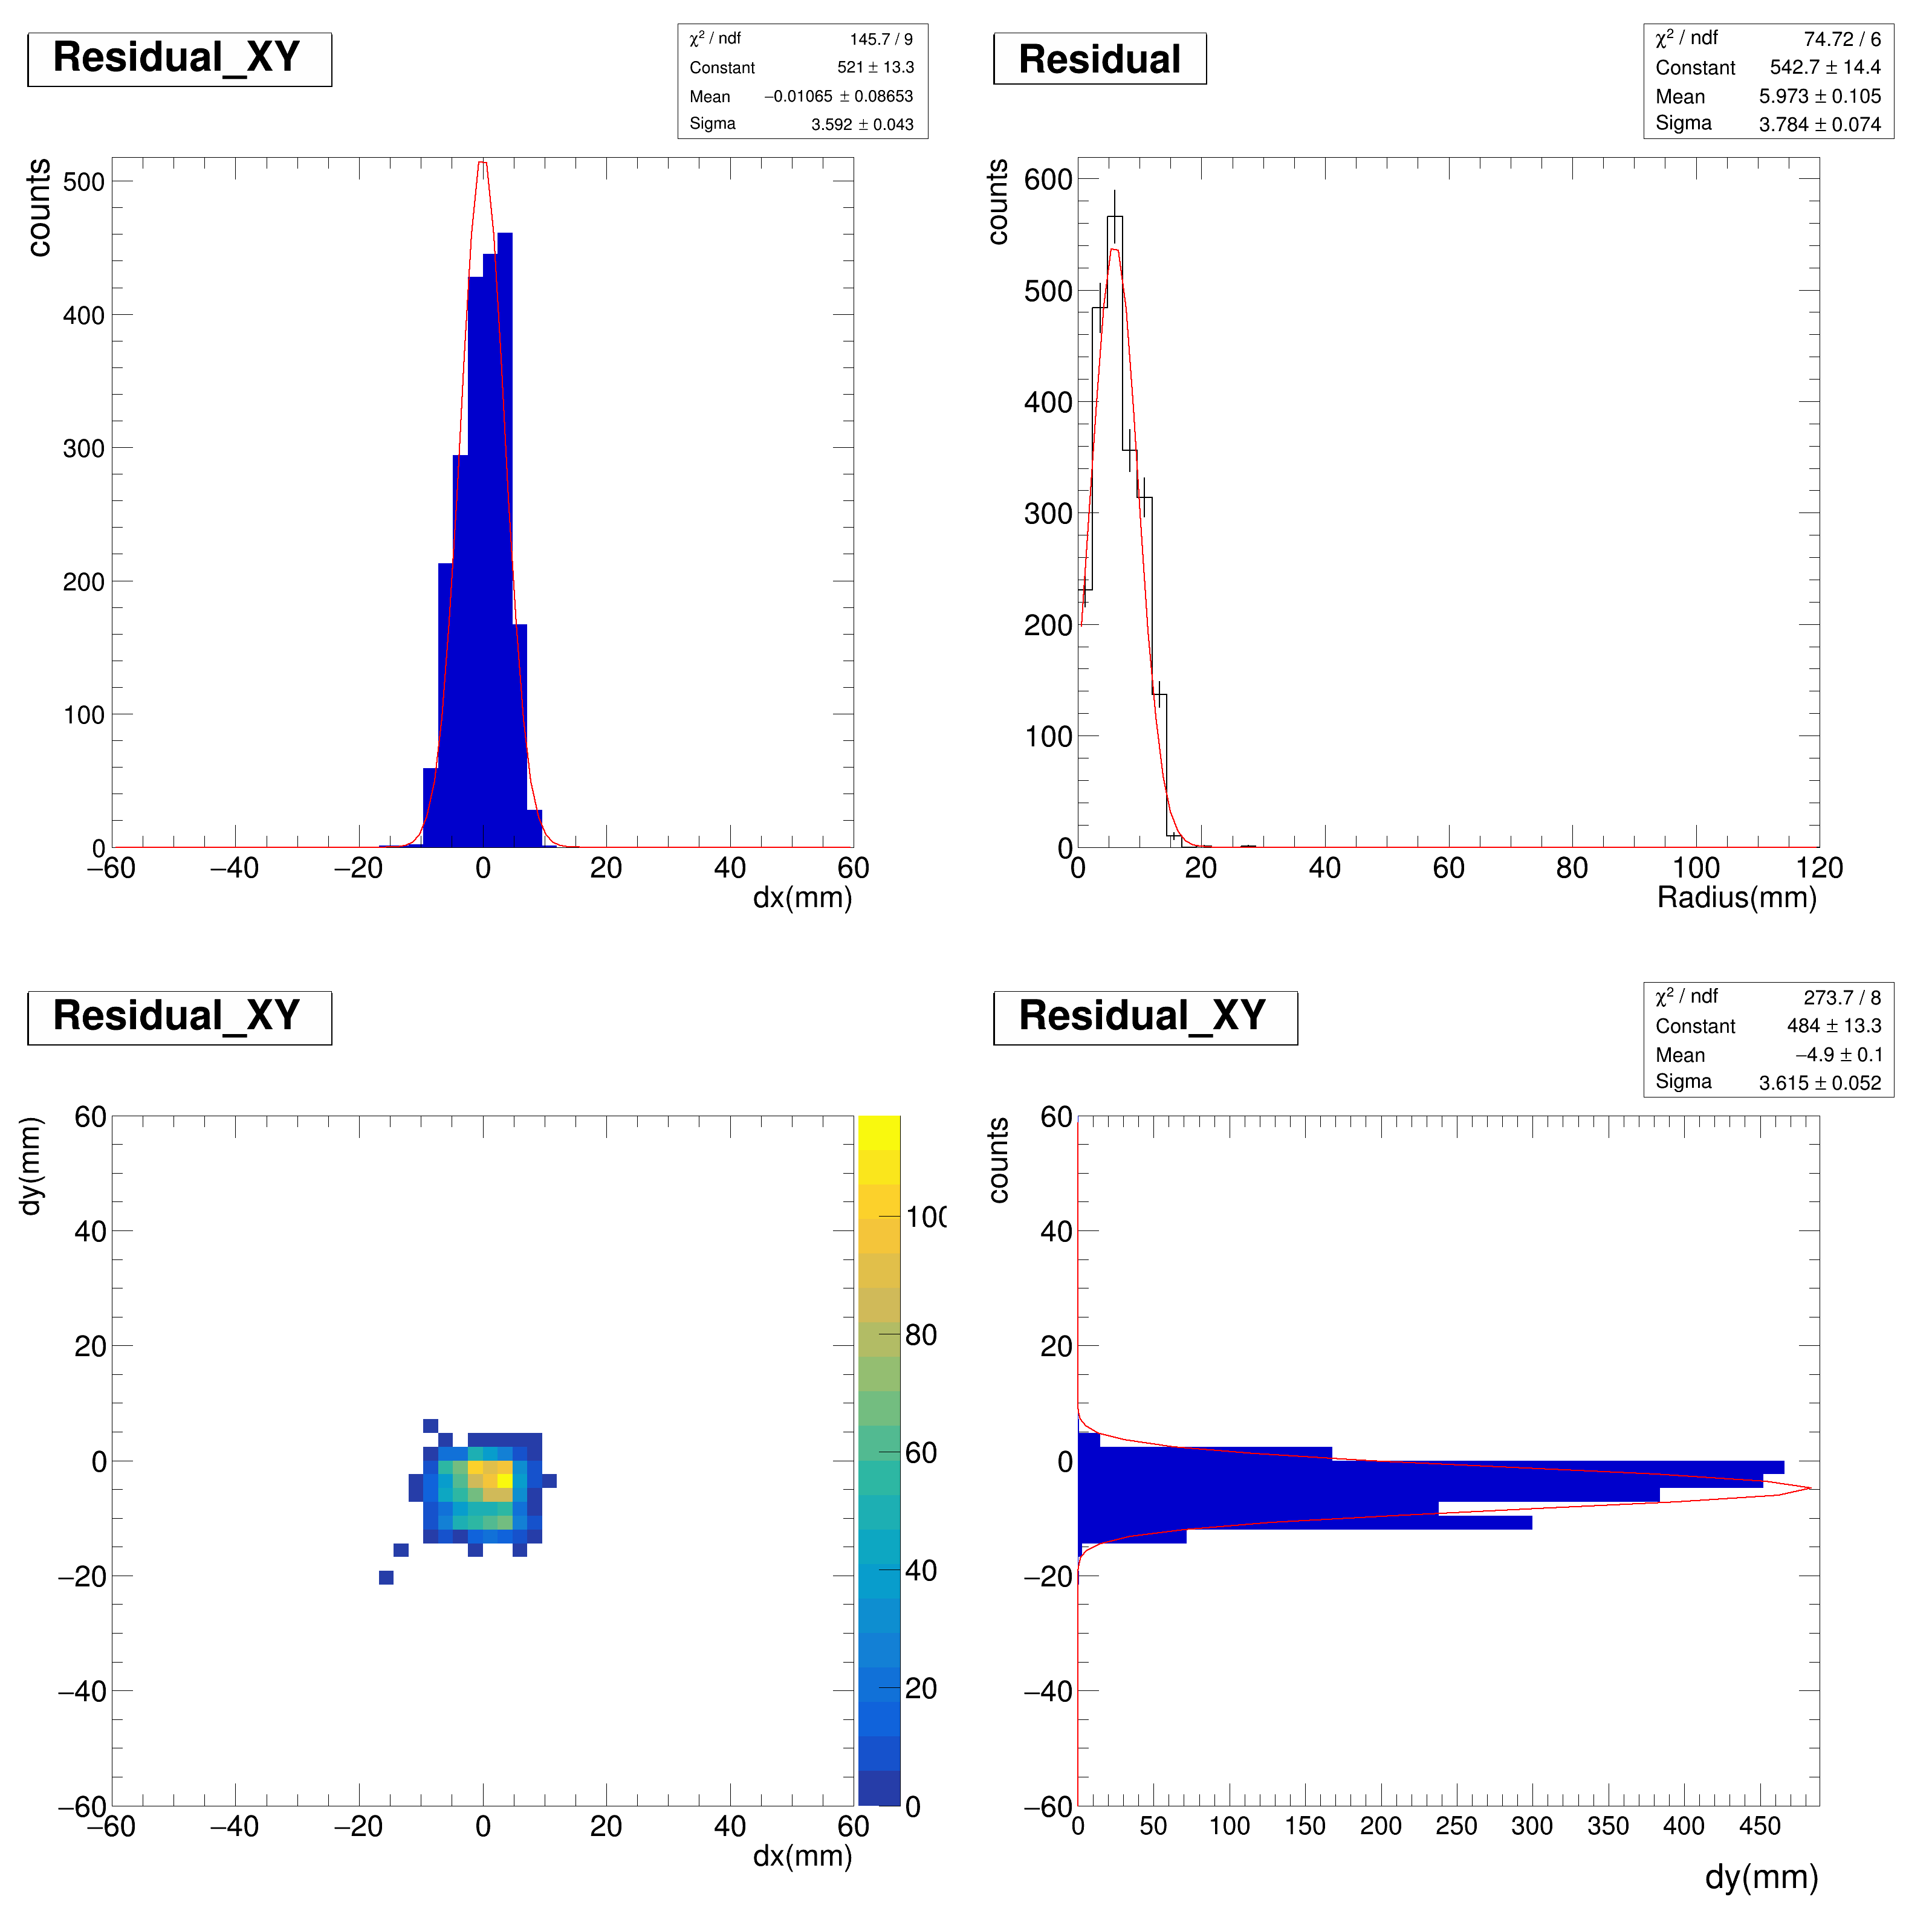 Residual_XY
χ² / ndf 145.7 / 9
Constant 521 ± 13.3
Mean −0.01065 ± 0.08653
Sigma 3.592 ± 0.043
counts
500
400
300
200
100
0
−60 −40 −20 0 20 40 60
dx(mm)
Residual
χ² / ndf 74.72 / 6
Constant 542.7 ± 14.4
Mean 5.973 ± 0.105
Sigma 3.784 ± 0.074
counts
600
500
400
300
200
100
0
0 20 40 60 80 100 120
Radius(mm)
Residual_XY
dy(mm)
60
40
20
0
−20
−40
−60
−60 −40 −20 0 20 40 60
dx(mm)
80
60
40
20
0
Residual_XY
χ² / ndf 273.7 / 8
Constant 484 ± 13.3
Mean −4.9 ± 0.1
Sigma 3.615 ± 0.052
counts
60
40
20
0
−20
−40
−60
0 50 100 150 200 250 300 350 400 450
dy(mm)